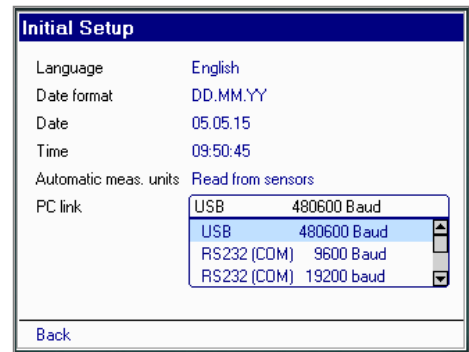 Initial Setup
Language English
Date format DD.MM.YY
Date 05.05.15
Time 09:50:45
Automatic meas. units Read from sensors
PC link USB 480600 Baud
USB 480600 Baud
RS232 (COM) 9600 Baud
RS232 (COM) 19200 baud
Back